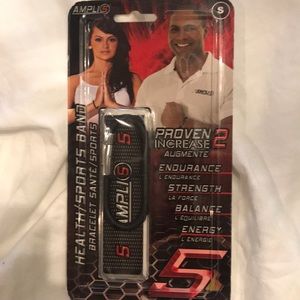 AMPLI5
S
HEALTH/SPORTS BAND
BRACELET SANTÉ/SPORTS
AMPLI5
5
5
PROVEN 2
INCREASE
AUGMENTE
ENDURANCE
L'ENDURANCE
STRENGTH
LA FORCE
BALANCE
L'ÉQUILIBRE
ENERGY
L'ÉNERGIE
5